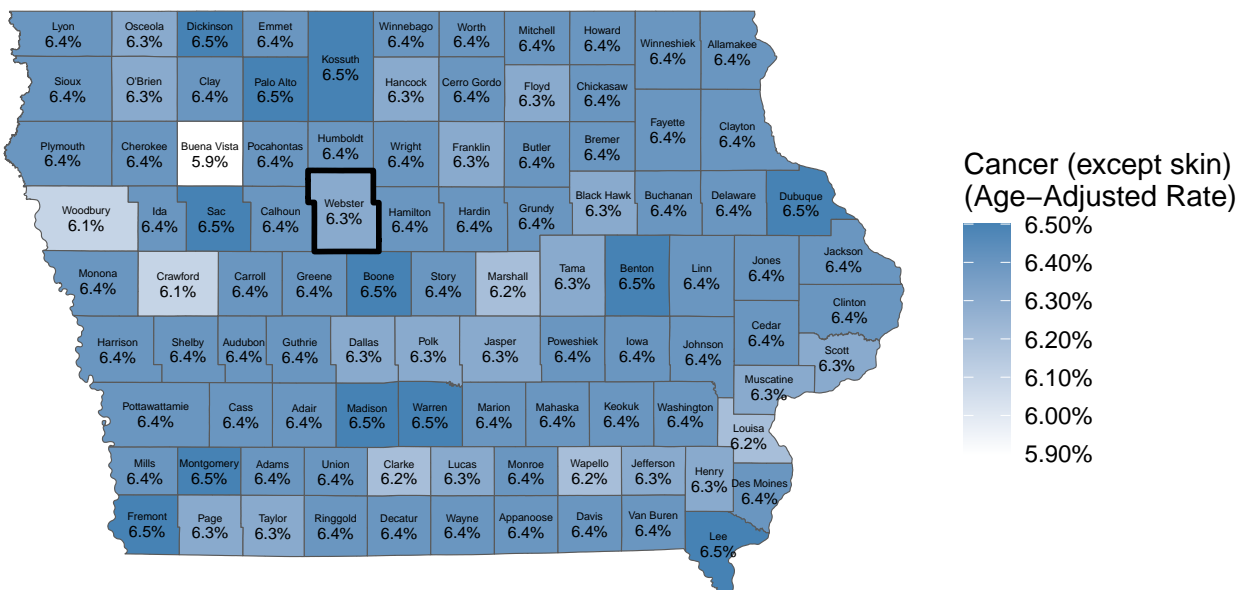 Lyon
6.4%
Osceola
6.3%
Dickinson
6.5%
Emmet
6.4%
Kossuth
6.5%
Winnebago
6.4%
Worth
6.4%
Mitchell
6.4%
Howard
6.4%
Winneshiek
6.4%
Allamakee
6.4%
Sioux
6.4%
O'Brien
6.3%
Clay
6.4%
Palo Alto
6.5%
Hancock
6.3%
Cerro Gordo
6.4%
Floyd
6.3%
Chickasaw
6.4%
Plymouth
6.4%
Cherokee
6.4%
Buena Vista
5.9%
Pocahontas
6.4%
Humboldt
6.4%
Wright
6.4%
Franklin
6.3%
Butler
6.4%
Bremer
6.4%
Fayette
6.4%
Clayton
6.4%
Woodbury
6.1%
Ida
6.4%
Sac
6.5%
Calhoun
6.4%
Webster
6.3%
Hamilton
6.4%
Hardin
6.4%
Grundy
6.4%
Black Hawk
6.3%
Buchanan
6.4%
Delaware
6.4%
Dubuque
6.5%
Monona
6.4%
Crawford
6.1%
Carroll
6.4%
Greene
6.4%
Boone
6.5%
Story
6.4%
Marshall
6.2%
Tama
6.3%
Benton
6.5%
Linn
6.4%
Jones
6.4%
Jackson
6.4%
Clinton
6.4%
Harrison
6.4%
Shelby
6.4%
Audubon
6.4%
Guthrie
6.4%
Dallas
6.3%
Polk
6.3%
Jasper
6.3%
Poweshiek
6.4%
Iowa
6.4%
Johnson
6.4%
Cedar
6.4%
Scott
6.3%
Muscatine
6.3%
Pottawattamie
6.4%
Cass
6.4%
Adair
6.4%
Madison
6.5%
Warren
6.5%
Marion
6.4%
Mahaska
6.4%
Keokuk
6.4%
Washington
6.4%
Louisa
6.2%
Mills
6.4%
Montgomery
6.5%
Adams
6.4%
Union
6.4%
Clarke
6.2%
Lucas
6.3%
Monroe
6.4%
Wapello
6.2%
Jefferson
6.3%
Henry
6.3%
Des Moines
6.4%
Fremont
6.5%
Page
6.3%
Taylor
6.3%
Ringgold
6.4%
Decatur
6.4%
Wayne
6.4%
Appanoose
6.4%
Davis
6.4%
Van Buren
6.4%
Lee
6.5%
Cancer (except skin)
(Age−Adjusted Rate)
6.50%
6.40%
6.30%
6.20%
6.10%
6.00%
5.90%